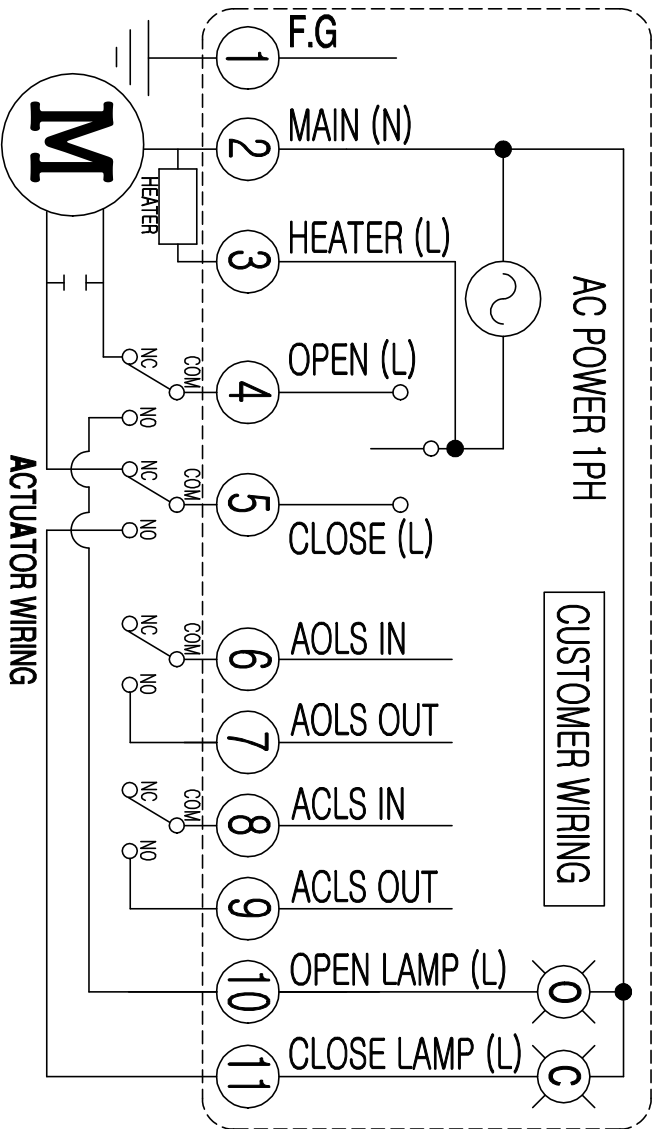 F.G
1
MAIN (N)
2
M
HEATER
HEATER (L)
3
AC POWER 1PH
OPEN (L)
4
COM
NC
NO
5
CLOSE (L)
COM
NC
NO
ACTUATOR WIRING
CUSTOMER WIRING
AOLS IN
6
COM
NC
NO
AOLS OUT
7
ACLS IN
8
COM
NC
NO
ACLS OUT
9
OPEN LAMP (L)
10
O
CLOSE LAMP (L)
11
C